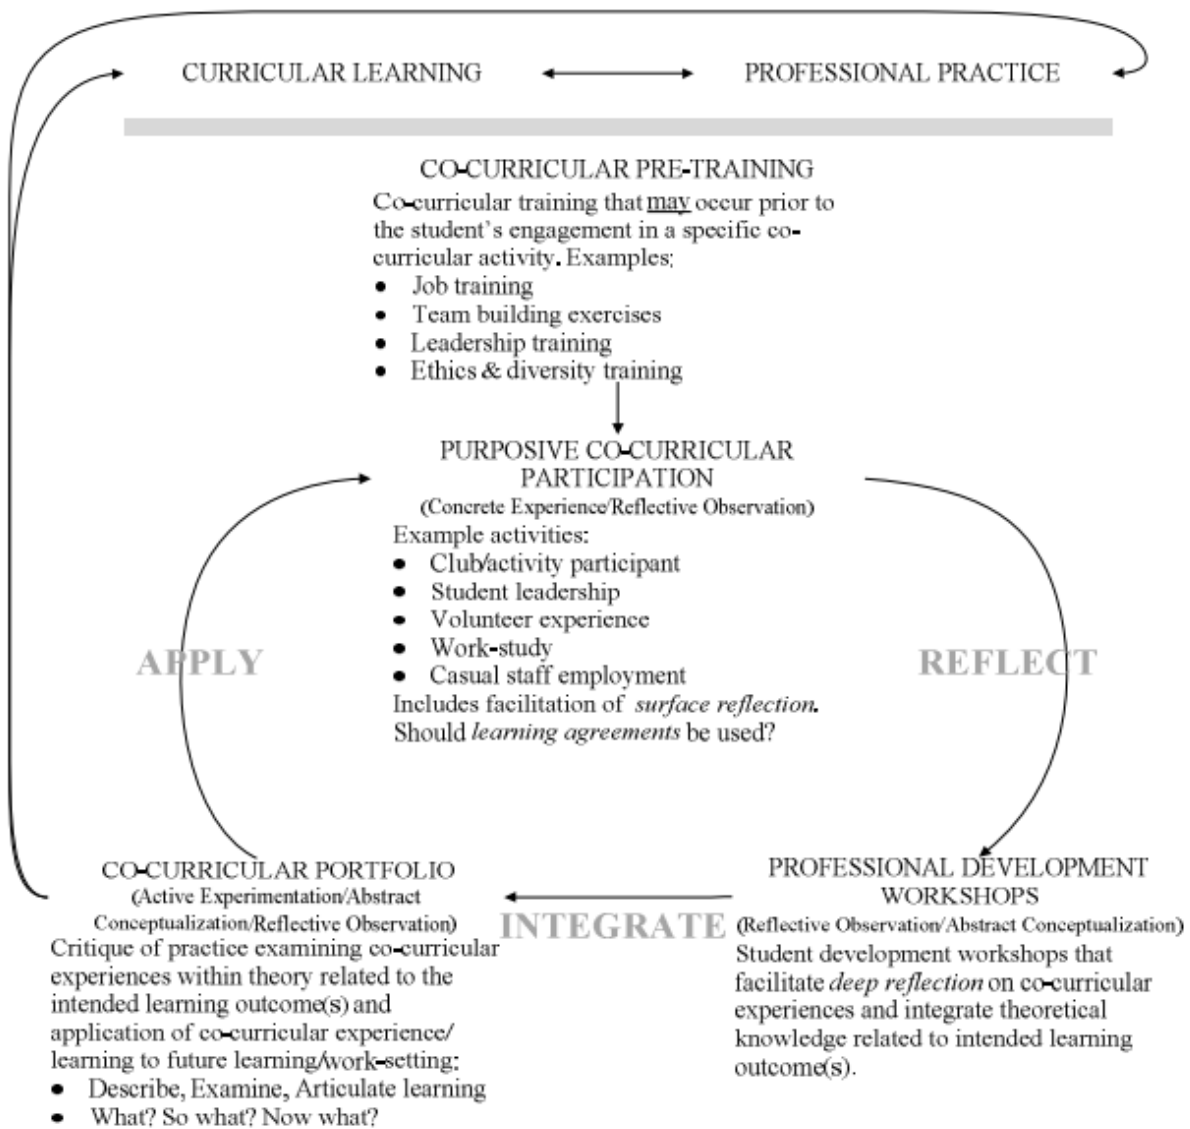 CURRICULAR LEARNING
PROFESSIONAL PRACTICE
CO-CURRICULAR PRE-TRAINING
Co-curricular training that may occur prior to
the student's engagement in a specific co-
curricular activity. Examples:
● Job training
● Team building exercises
● Leadership training
● Ethics & diversity training
PURPOSIVE CO-CURRICULAR
PARTICIPATION
(Concrete Experience/Reflective Observation)
Example activities:
● Club/activity participant
● Student leadership
● Volunteer experience
● Work-study
● Casual staff employment
Includes facilitation of surface reflection.
Should learning agreements be used?
APPLY
REFLECT
INTEGRATE
CO-CURRICULAR PORTFOLIO
(Active Experimentation/Abstract
Conceptualization/Reflective Observation)
Critique of practice examining co-curricular
experiences within theory related to the
intended learning outcome(s) and
application of co-curricular experience/
learning to future learning/work-setting:
● Describe, Examine, Articulate learning
● What? So what? Now what?
PROFESSIONAL DEVELOPMENT
WORKSHOPS
(Reflective Observation/Abstract Conceptualization)
Student development workshops that
facilitate deep reflection on co-curricular
experiences and integrate theoretical
knowledge related to intended learning
outcome(s).